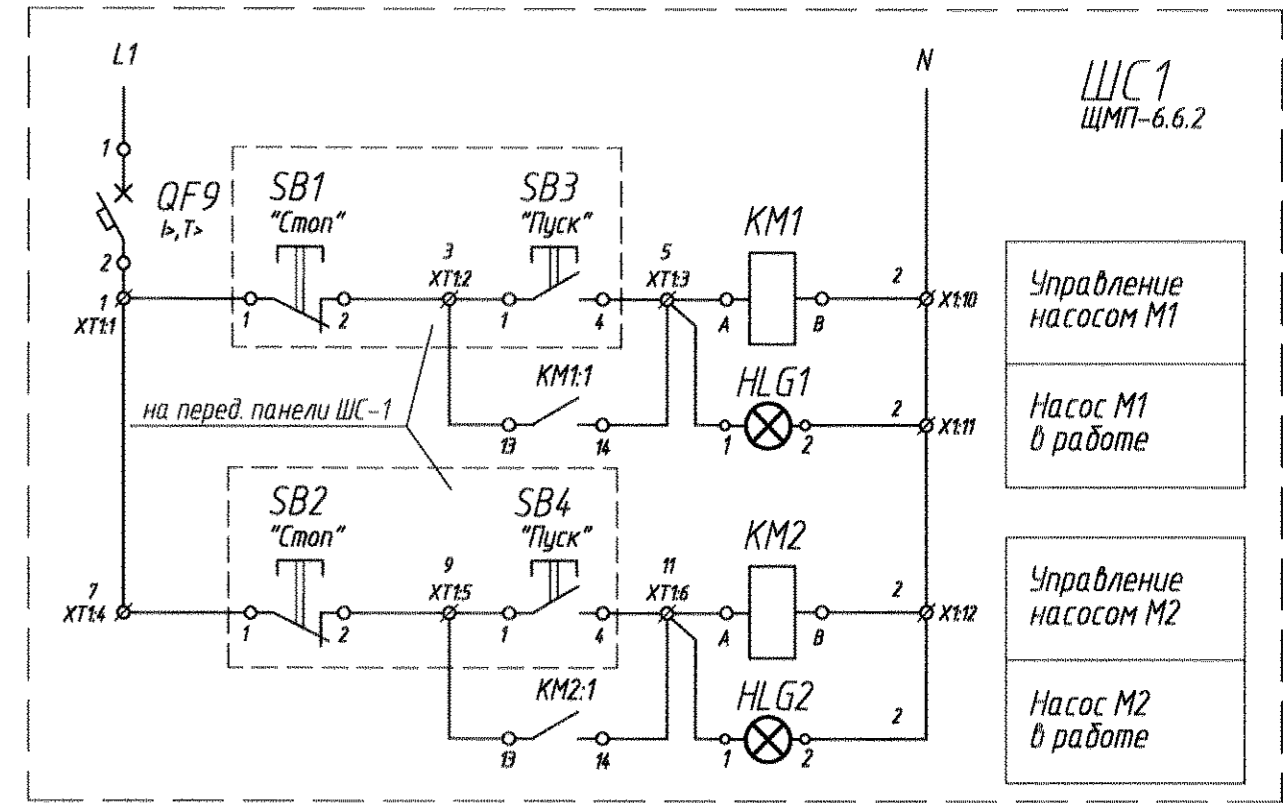 L1
N
ШС1
ЩМП-6.6.2
1
QF9
I>,T>
2
1
XT1:1
SB1
"Стоп"
1
2
3
XT1:2
SB3
"Пуск"
1
4
5
XT1:3
KM1
A
B
2
X1:10
Управление
насосом М1
на перед. панели ШС-1
KM1:1
13
14
HLG1
1
2
2
X1:11
Насос М1
в работе
7
XT1:4
SB2
"Стоп"
1
2
9
XT1:5
SB4
"Пуск"
1
4
11
XT1:6
KM2
A
B
2
X1:12
Управление
насосом М2
KM2:1
13
14
HLG2
1
2
2
Насос М2
в работе